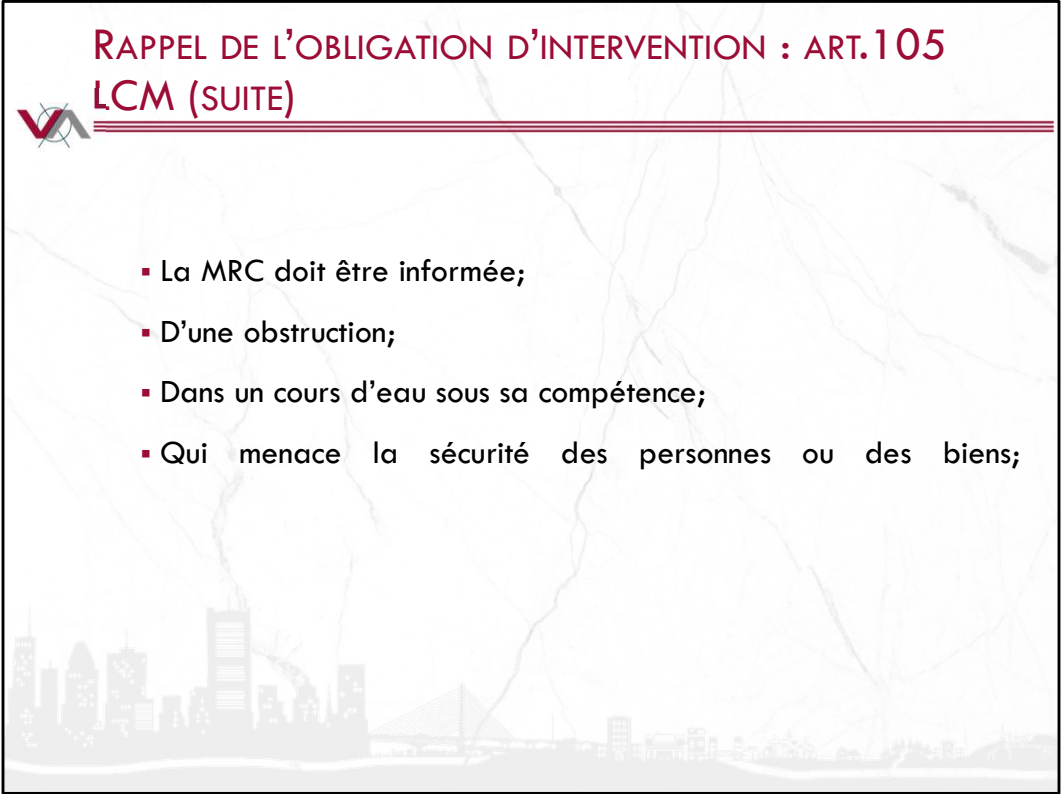 RAPPEL DE L'OBLIGATION D'INTERVENTION : ART.105
LCM (SUITE)
▪ La MRC doit être informée;
▪ D'une obstruction;
▪ Dans un cours d'eau sous sa compétence;
▪ Qui menace la sécurité des personnes ou des biens;